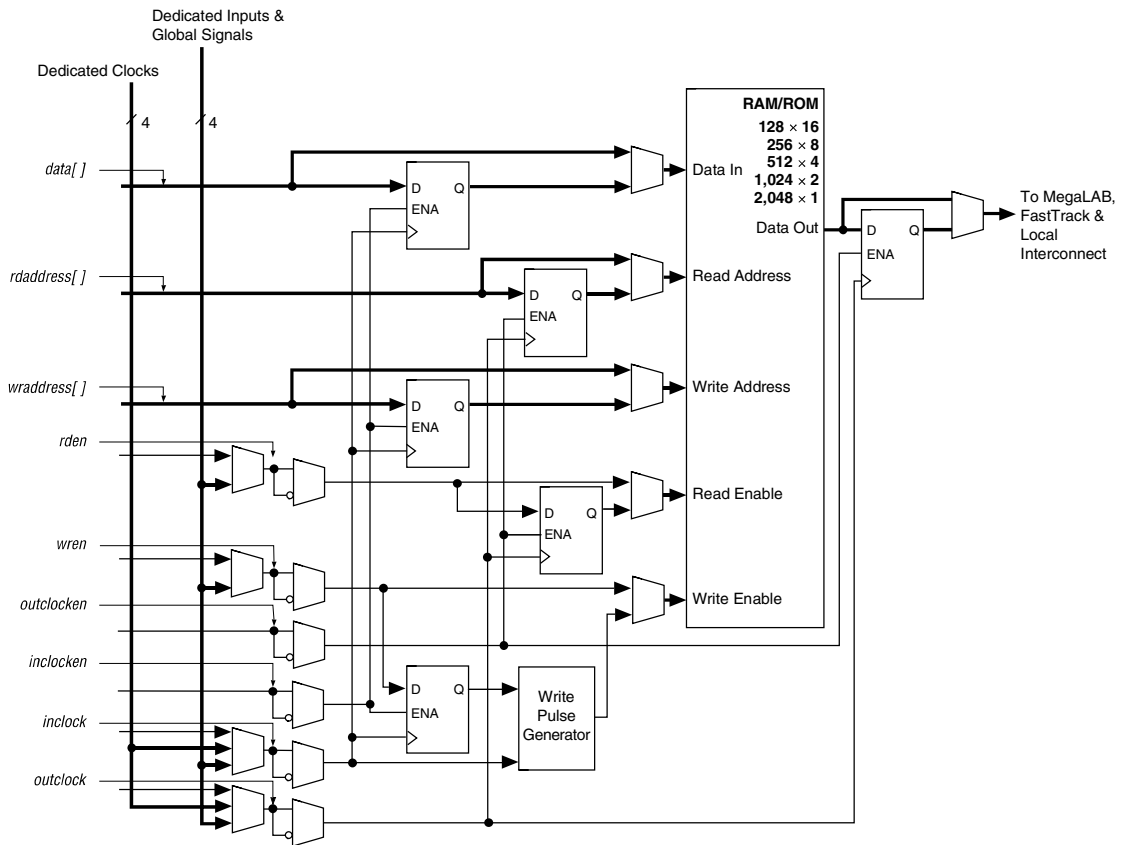 Dedicated Inputs &
Global Signals
Dedicated Clocks
4
4
RAM/ROM
128 × 16
256 × 8
512 × 4
1,024 × 2
2,048 × 1
data[ ]
D
Q
ENA
Data In
Data Out
D
Q
ENA
To MegaLAB,
FastTrack &
Local
Interconnect
rdaddress[ ]
D
Q
ENA
Read Address
wraddress[ ]
D
Q
ENA
Write Address
rden
D
Q
ENA
Read Enable
wren
Write Enable
outclocken
inclocken
D
Q
ENA
Write
Pulse
Generator
inclock
outclock